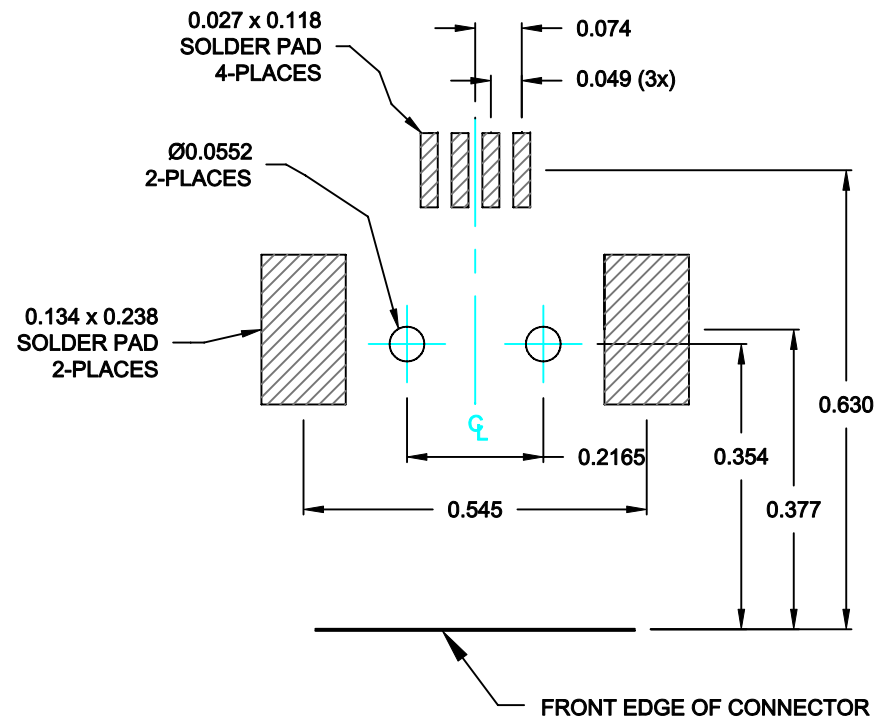 0.027 x 0.118
SOLDER PAD
4-PLACES
0.074
0.049 (3x)
Ø0.0552
2-PLACES
0.134 x 0.238
SOLDER PAD
2-PLACES
℄
0.630
0.354
0.2165
0.377
0.545
FRONT EDGE OF CONNECTOR